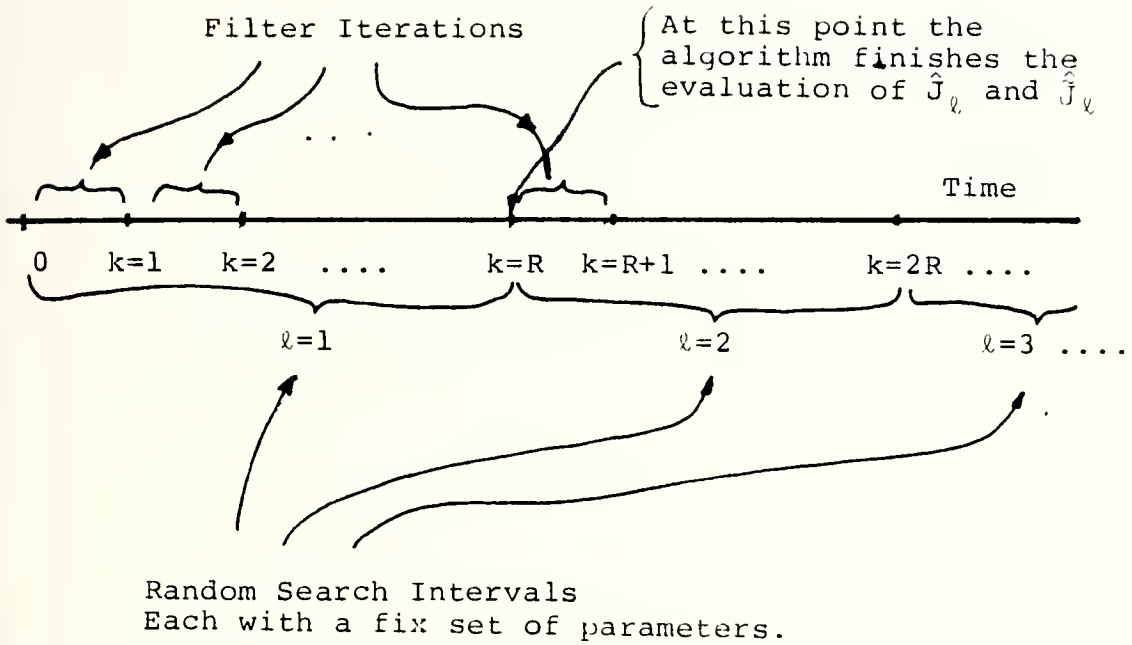 Filter Iterations
At this point the
algorithm finishes the
evaluation of Ĵ_ℓ and Ĵ̂_ℓ
. . .
Time
0 k=1 k=2 .... k=R k=R+1 .... k=2R ....
ℓ=1 ℓ=2 ℓ=3 ....
Random Search Intervals
Each with a fix set of parameters.